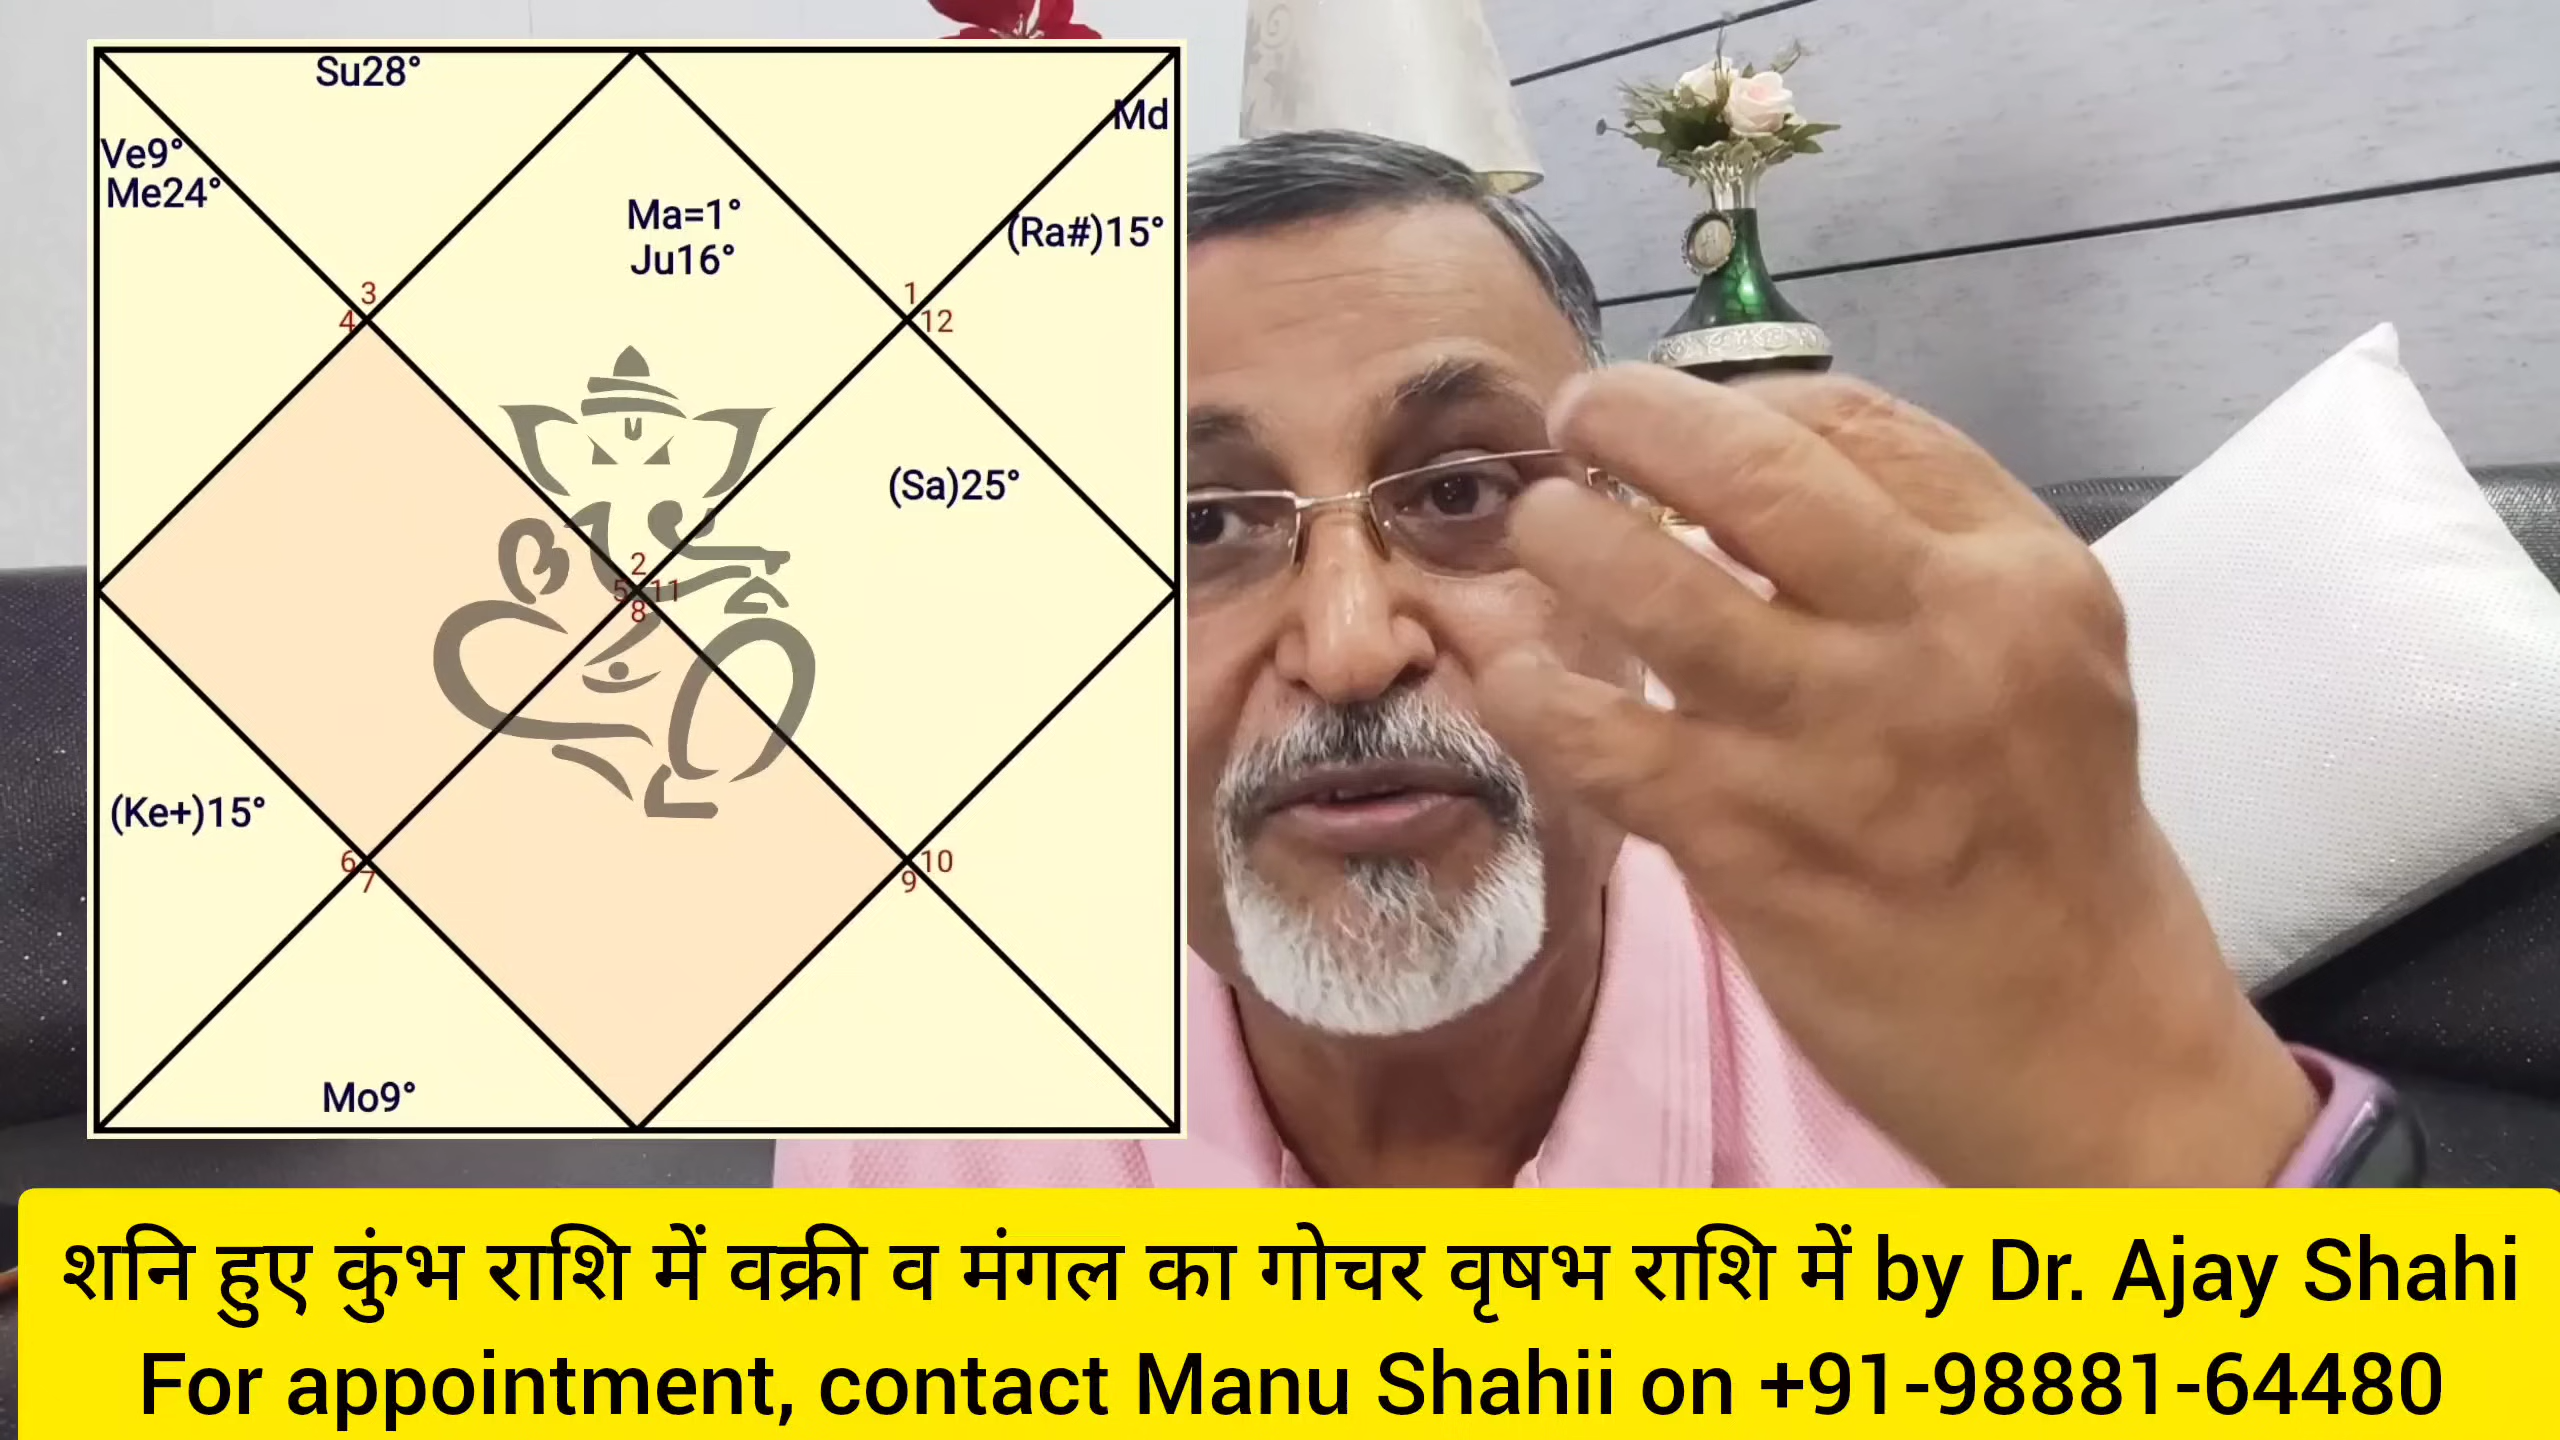 Su28°
Md
Ve9°
Me24°
Ma=1°
Ju16°
(Ra#)15°
3
4
1
12
(Sa)25°
2
5 11
8
(Ke+)15°
6
7
10
9
Mo9°
शनि हुए कुंभ राशि में वक्री व मंगल का गोचर वृषभ राशि में by Dr. Ajay Shahi
For appointment, contact Manu Shahii on +91-98881-64480